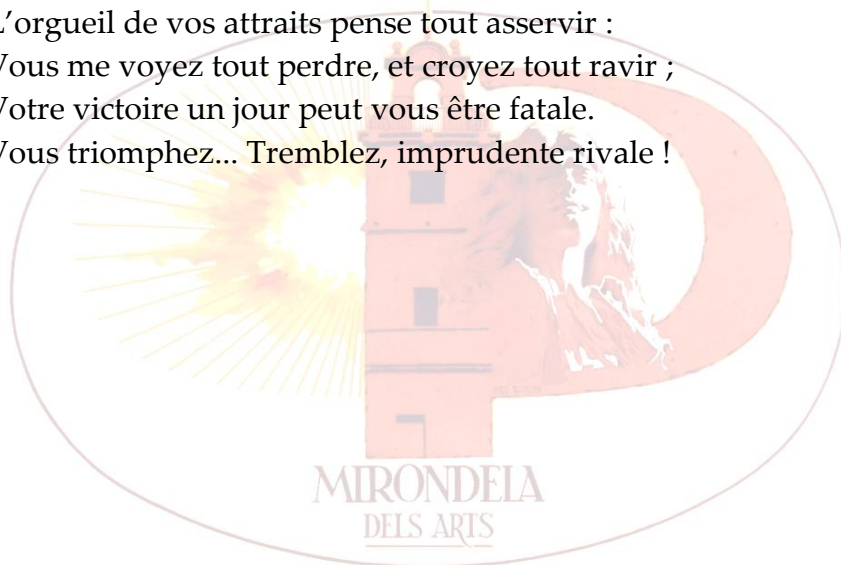 L’orgueil de vos attraits pense tout asservir :
Vous me voyez tout perdre, et croyez tout ravir ;
Votre victoire un jour peut vous être fatale.
Vous triomphez... Tremblez, imprudente rivale !
MIRONDELA
DELS ARTS